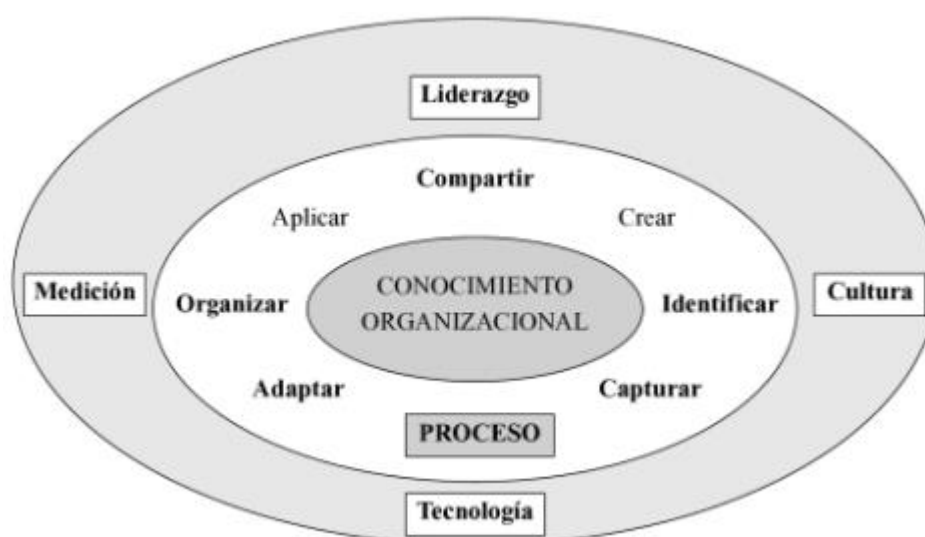 Liderazgo
Compartir
Aplicar
Crear
Medición
Organizar
CONOCIMIENTO
ORGANIZACIONAL
Identificar
Cultura
Adaptar
Capturar
PROCESO
Tecnología